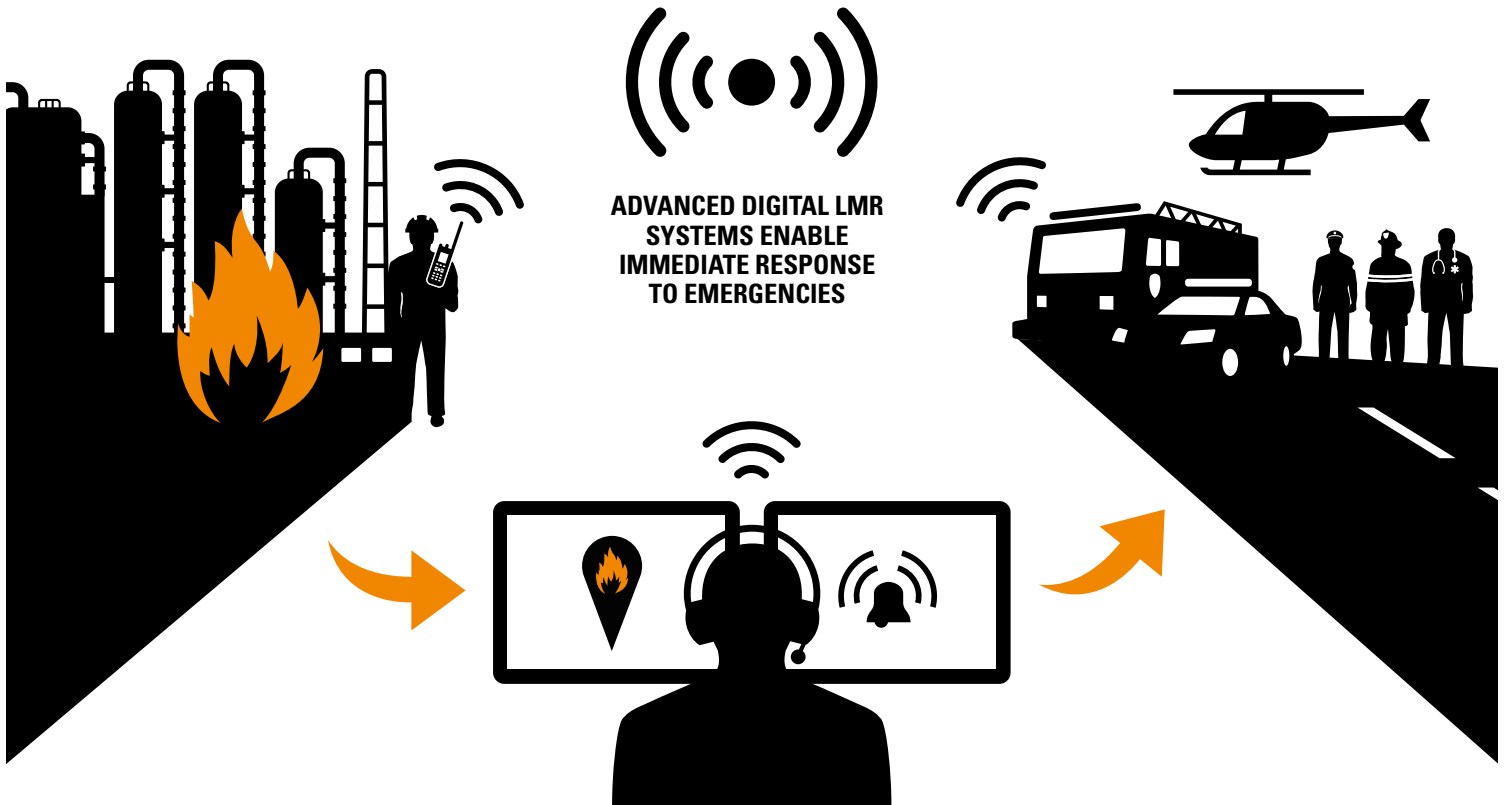 ADVANCED DIGITAL LMR
SYSTEMS ENABLE
IMMEDIATE RESPONSE
TO EMERGENCIES